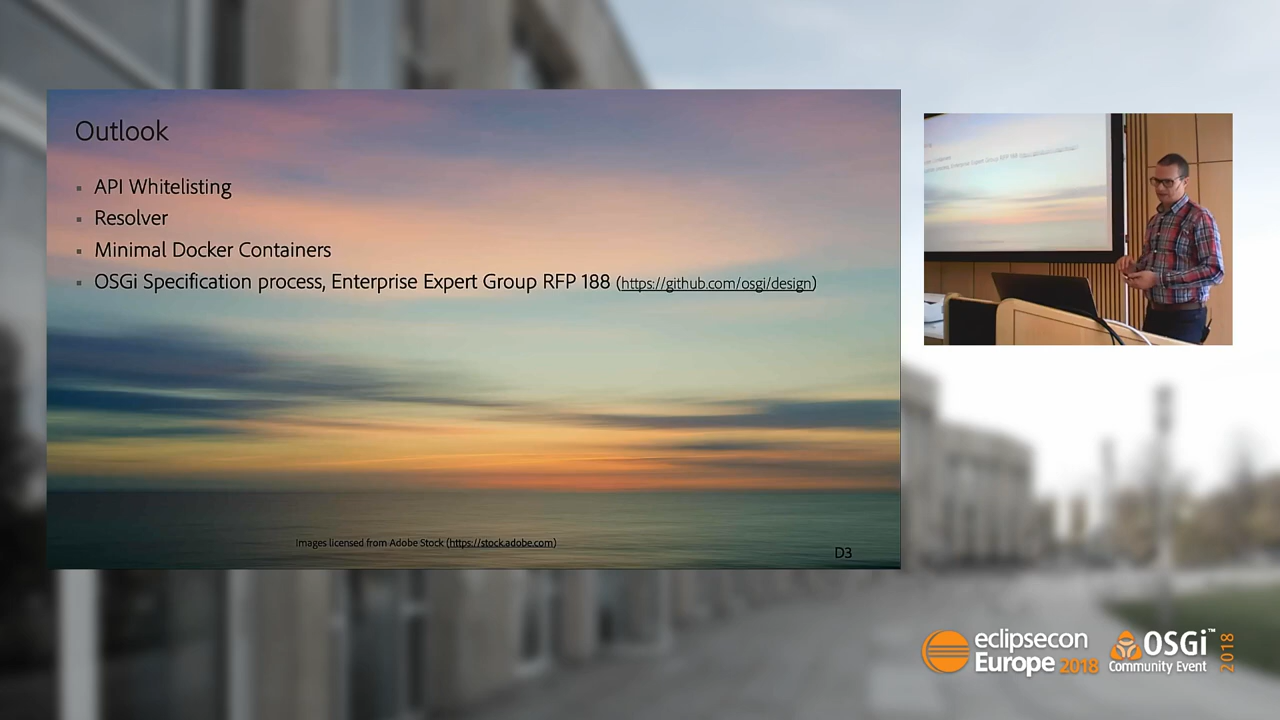 Outlook
API Whitelisting
Resolver
Minimal Docker Containers
OSGi Specification process, Enterprise Expert Group RFP 188 (https://github.com/osgi/design)
Images licensed from Adobe Stock (https://stock.adobe.com)
D3
eclipsecon
Europe 2018
OSGi™
Community Event
2018